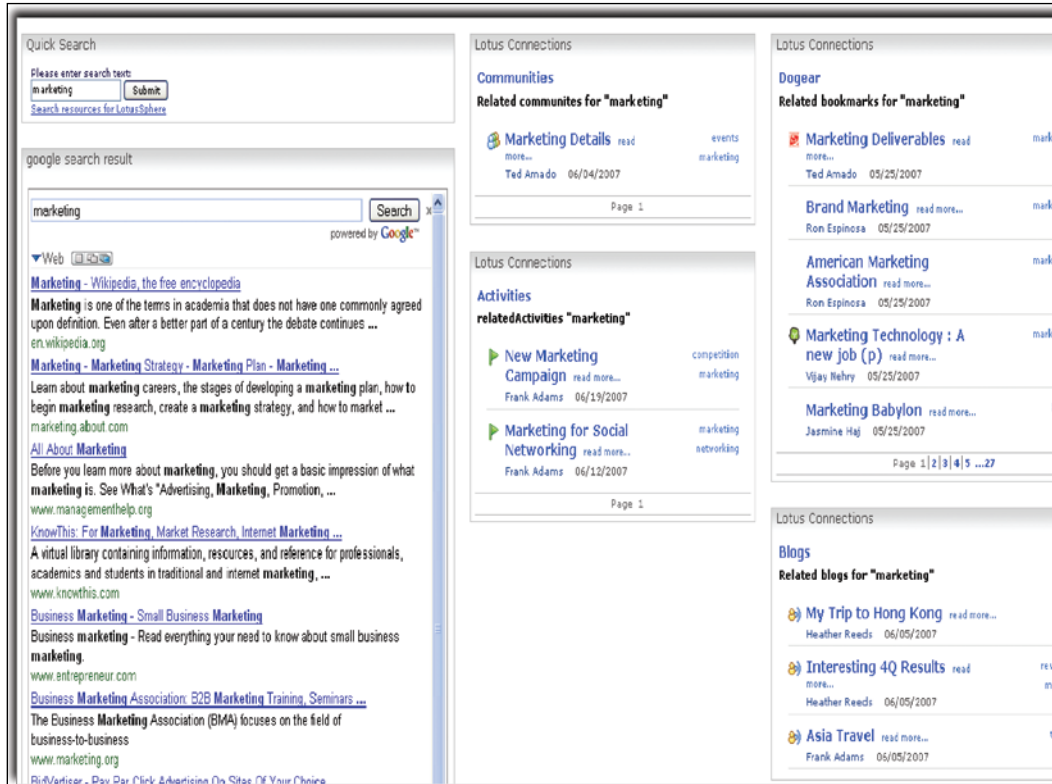 Quick Search
Please enter search text:
marketing
Submit
Search resources for LotusSphere
google search result
marketing
Search
x
powered by Google™
Web
Marketing - Wikipedia, the free encyclopedia
Marketing is one of the terms in academia that does not have one commonly agreed
upon definition. Even after a better part of a century the debate continues ...
en.wikipedia.org
Marketing - Marketing Strategy - Marketing Plan - Marketing ...
Learn about marketing careers, the stages of developing a marketing plan, how to
begin marketing research, create a marketing strategy, and how to market ...
marketing.about.com
All About Marketing
Before you learn more about marketing, you should get a basic impression of what
marketing is. See What's "Advertising, Marketing, Promotion, ...
www.managementhelp.org
KnowThis: For Marketing, Market Research, Internet Marketing ...
A virtual library containing information, resources, and reference for professionals,
academics and students in traditional and internet marketing, ...
www.knowthis.com
Business Marketing - Small Business Marketing
Business marketing - Read everything your need to know about small business
marketing.
www.entrepreneur.com
Business Marketing Association: B2B Marketing Training, Seminars ...
The Business Marketing Association (BMA) focuses on the field of
business-to-business
www.marketing.org
BidVertiser - Pay Per Click Advertising On Sites Of Your Choice
Lotus Connections
Communities
Related communites for "marketing"
Marketing Details read
more...
events
marketing
Ted Amado 06/04/2007
Page 1
Lotus Connections
Activities
relatedActivities "marketing"
New Marketing
Campaign read more...
competition
marketing
Frank Adams 06/19/2007
Marketing for Social
Networking read more...
marketing
networking
Frank Adams 06/12/2007
Page 1
Lotus Connections
Dogear
Related bookmarks for "marketing"
Marketing Deliverables read
more...
mark
Ted Amado 05/25/2007
Brand Marketing read more...
mark
Ron Espinosa 05/25/2007
American Marketing
Association read more...
mark
Ron Espinosa 05/25/2007
Marketing Technology : A
new job (p) read more...
mark
Vijay Nehry 05/25/2007
Marketing Babylon read more...
Jasmine Haj 05/25/2007
Page 1|2|3|4|5 ...27
Lotus Connections
Blogs
Related blogs for "marketing"
My Trip to Hong Kong read more...
Heather Reeds 06/05/2007
Interesting 4Q Results read
more...
Heather Reeds 06/05/2007
Asia Travel read more...
Frank Adams 06/05/2007